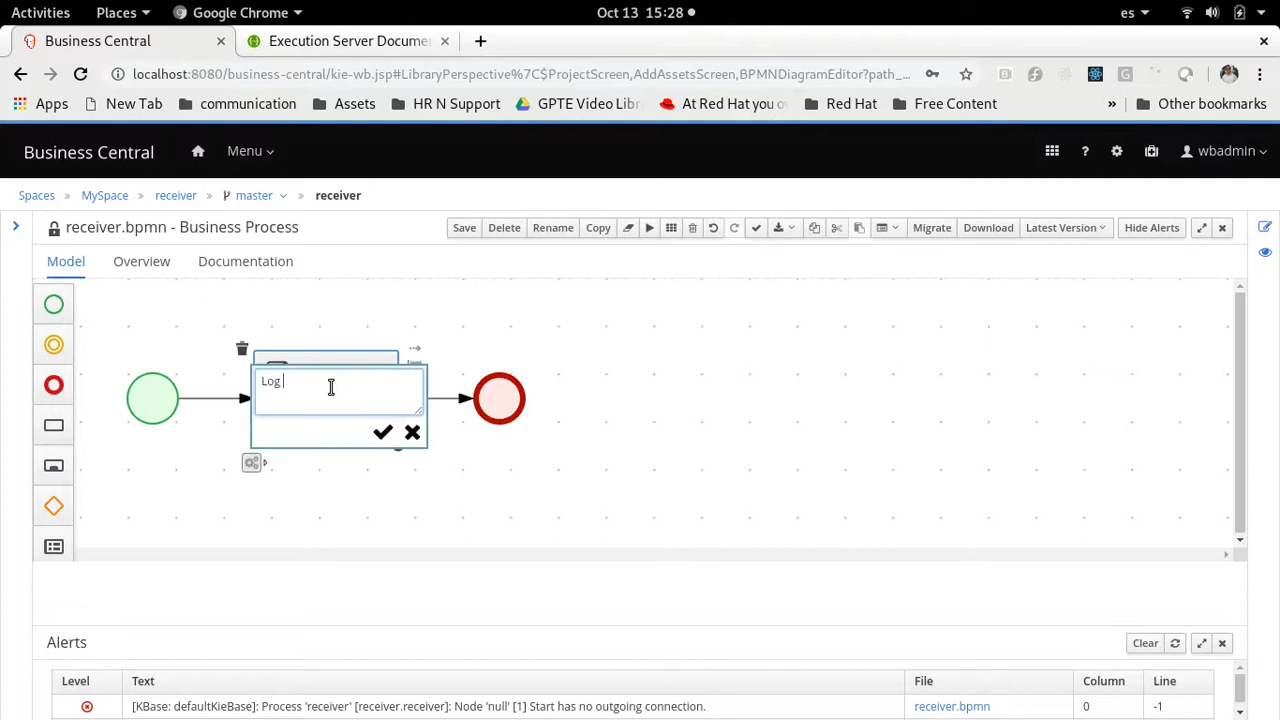 Activities Places Google Chrome Oct 13 15:28 es
Business Central Execution Server Docume
localhost:8080/business-central/kie-wb.jsp#LibraryPerspective%7C$ProjectScreen,AddAssetsScreen,BPMNDiagramEditor?path_...
Apps New Tab communication Assets HR N Support GPTE Video Libr At Red Hat you o Red Hat Free Content » Other bookmarks
Business Central Menu ? wbadmin
Spaces » MySpace » receiver » master » receiver
receiver.bpmn - Business Process Save Delete Rename Copy Migrate Download Latest Version Hide Alerts
Model Overview Documentation
Log
Alerts Clear
Level Text File Column Line
[KBase: defaultKieBase]: Process 'receiver' [receiver.receiver]: Node 'null' [1] Start has no outgoing connection. receiver.bpmn 0 -1